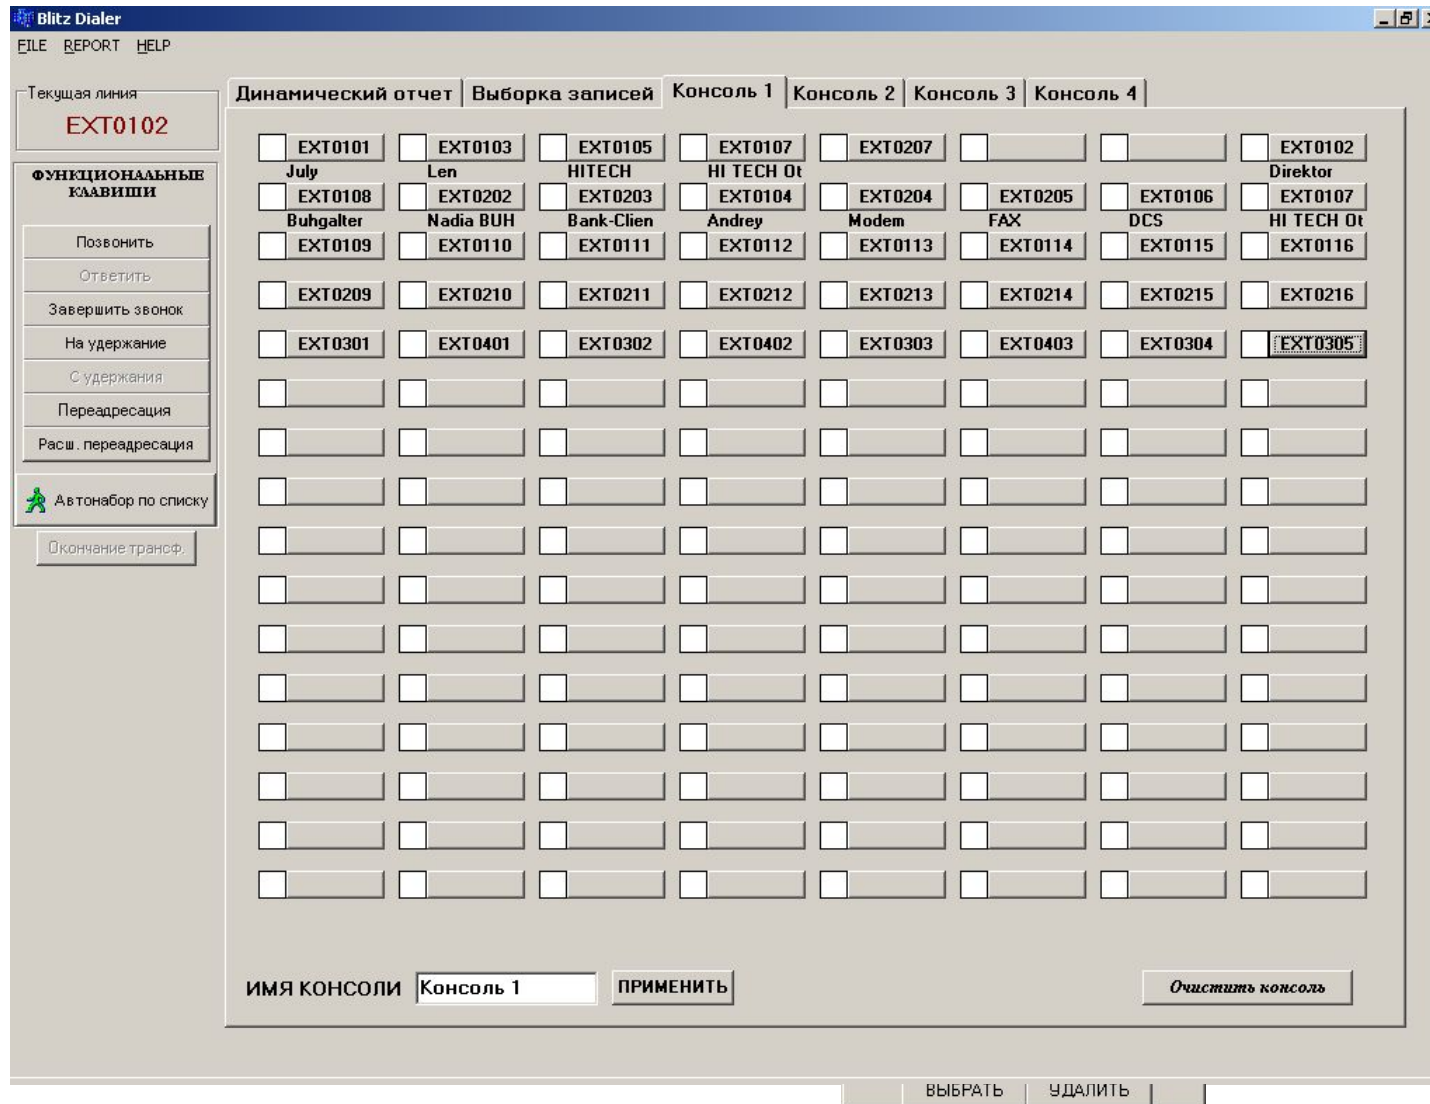 Blitz Dialer
FILE REPORT HELP
Текущая линия
EXT0102
ФУНКЦИОНАЛЬНЫЕ
КЛАВИШИ
Позвонить
Ответить
Завершить звонок
На удержание
С удержания
Переадресация
Расш. переадресация
Автонабор по списку
Окончание трансф.
Динамический отчет Выборка записей Консоль 1 Консоль 2 Консоль 3 Консоль 4
EXT0101 EXT0103 EXT0105 EXT0107 EXT0207 EXT0102
July Len HITECH HI TECH Ot Direktor
EXT0108 EXT0202 EXT0203 EXT0104 EXT0204 EXT0205 EXT0106 EXT0107
Buhgalter Nadia BUH Bank-Clien Andrey Modem FAX DCS HI TECH Ot
EXT0109 EXT0110 EXT0111 EXT0112 EXT0113 EXT0114 EXT0115 EXT0116
EXT0209 EXT0210 EXT0211 EXT0212 EXT0213 EXT0214 EXT0215 EXT0216
EXT0301 EXT0401 EXT0302 EXT0402 EXT0303 EXT0403 EXT0304 EXT0305
ИМЯ КОНСОЛИ Консоль 1 ПРИМЕНИТЬ Очистить консоль
ВЫБРАТЬ УДАЛИТЬ